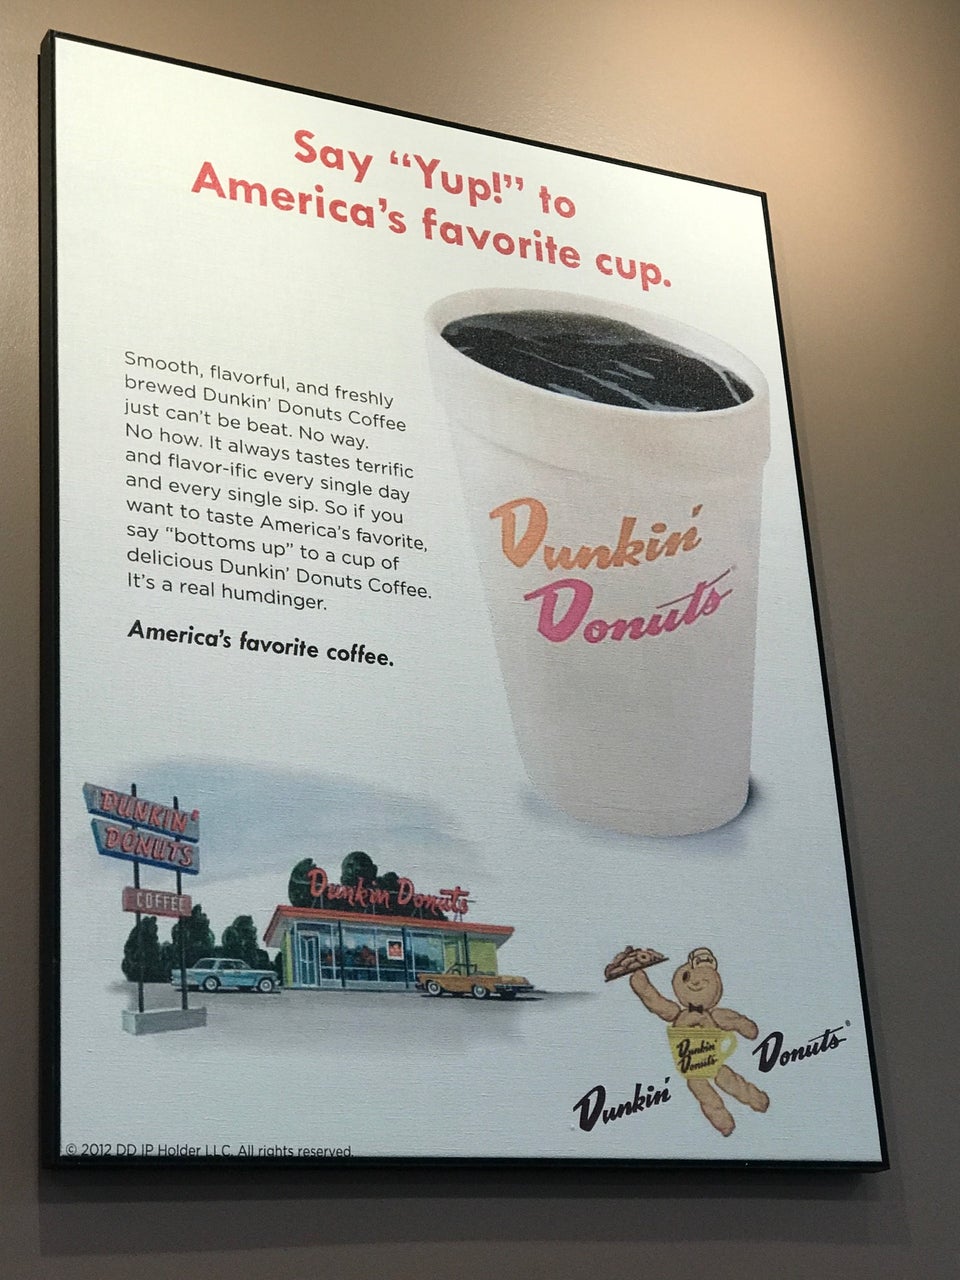 Say “Yup!” to
America’s favorite cup.
Smooth, flavorful, and freshly
brewed Dunkin’ Donuts Coffee
just can’t be beat. No way.
No how. It always tastes terrific
and flavor-ific every single day
and every single sip. So if you
want to taste America’s favorite,
say “bottoms up” to a cup of
delicious Dunkin’ Donuts Coffee.
It’s a real humdinger.
America’s favorite coffee.
Dunkin’
Donuts
DUNKIN’
DONUTS
COFFEE
Dunkin Donuts
Dunkin’
Donuts
Dunkin’ Donuts®
© 2012 DD IP Holder LLC. All rights reserved.